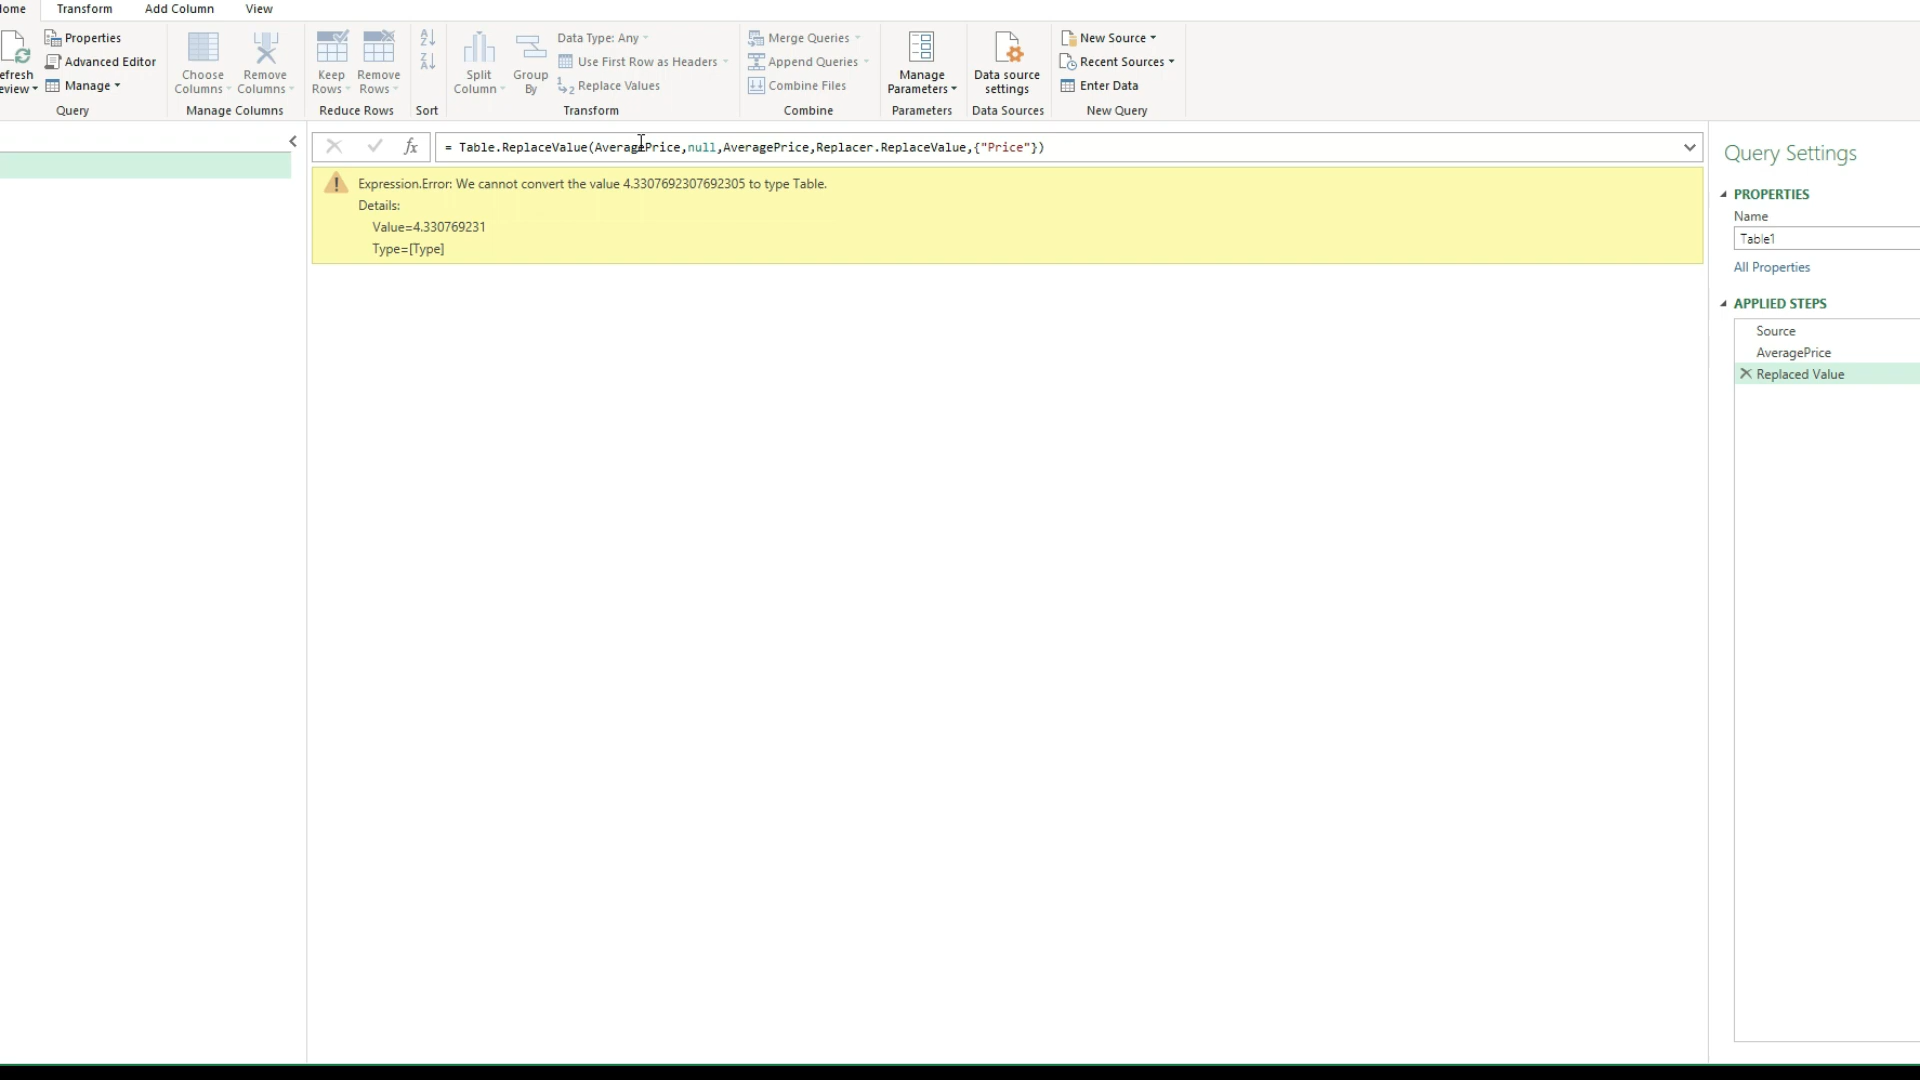 ome Transform Add Column View
efresh
eview
Properties
Advanced Editor
Manage
Query
Choose
Columns
Remove
Columns
Manage Columns
Keep
Rows
Remove
Rows
Reduce Rows
Sort
Split
Column
Group
By
Data Type: Any
Use First Row as Headers
Replace Values
Transform
Merge Queries
Append Queries
Combine Files
Combine
Manage
Parameters
Parameters
Data source
settings
Data Sources
New Source
Recent Sources
Enter Data
New Query
fx = Table.ReplaceValue(AveragePrice,null,AveragePrice,Replacer.ReplaceValue,{"Price"})
Expression.Error: We cannot convert the value 4.3307692307692305 to type Table.
Details:
Value=4.330769231
Type=[Type]
Query Settings
PROPERTIES
Name
Table1
All Properties
APPLIED STEPS
Source
AveragePrice
Replaced Value